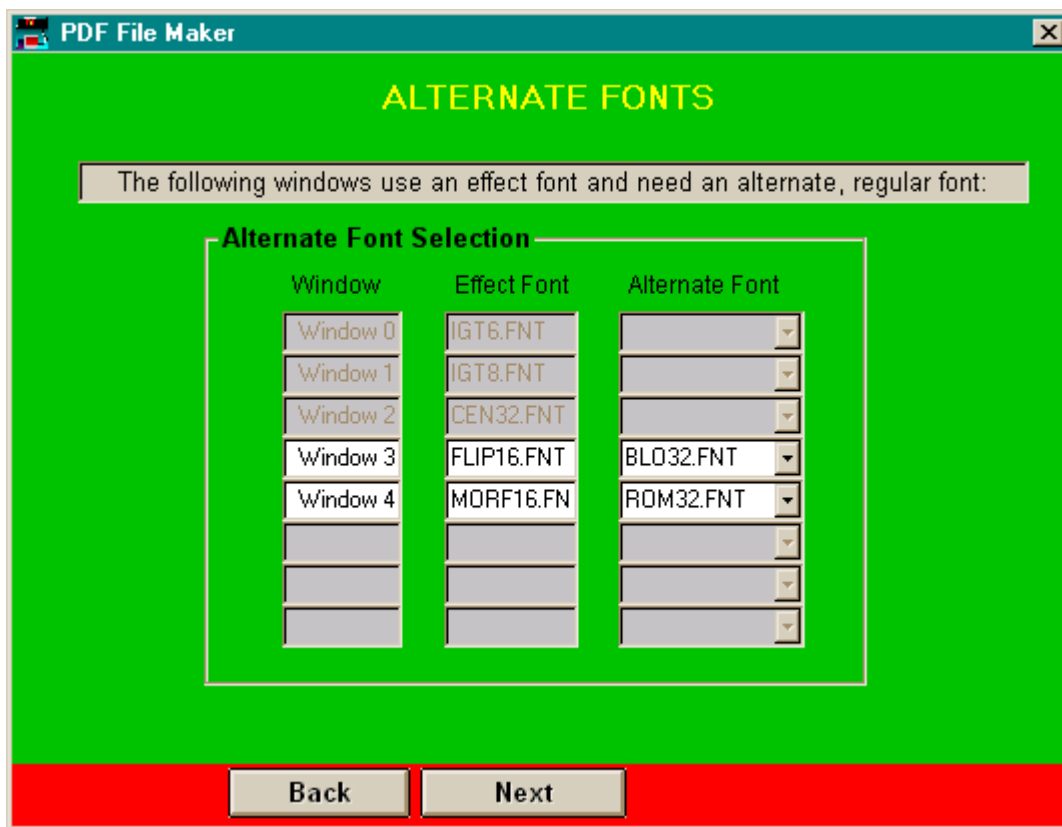 PDF File Maker
ALTERNATE FONTS
The following windows use an effect font and need an alternate, regular font:
Alternate Font Selection
Window Effect Font Alternate Font
Window 0 IGT6.FNT
Window 1 IGT8.FNT
Window 2 CEN32.FNT
Window 3 FLIP16.FNT BLO32.FNT
Window 4 MORF16.FN ROM32.FNT
Back Next